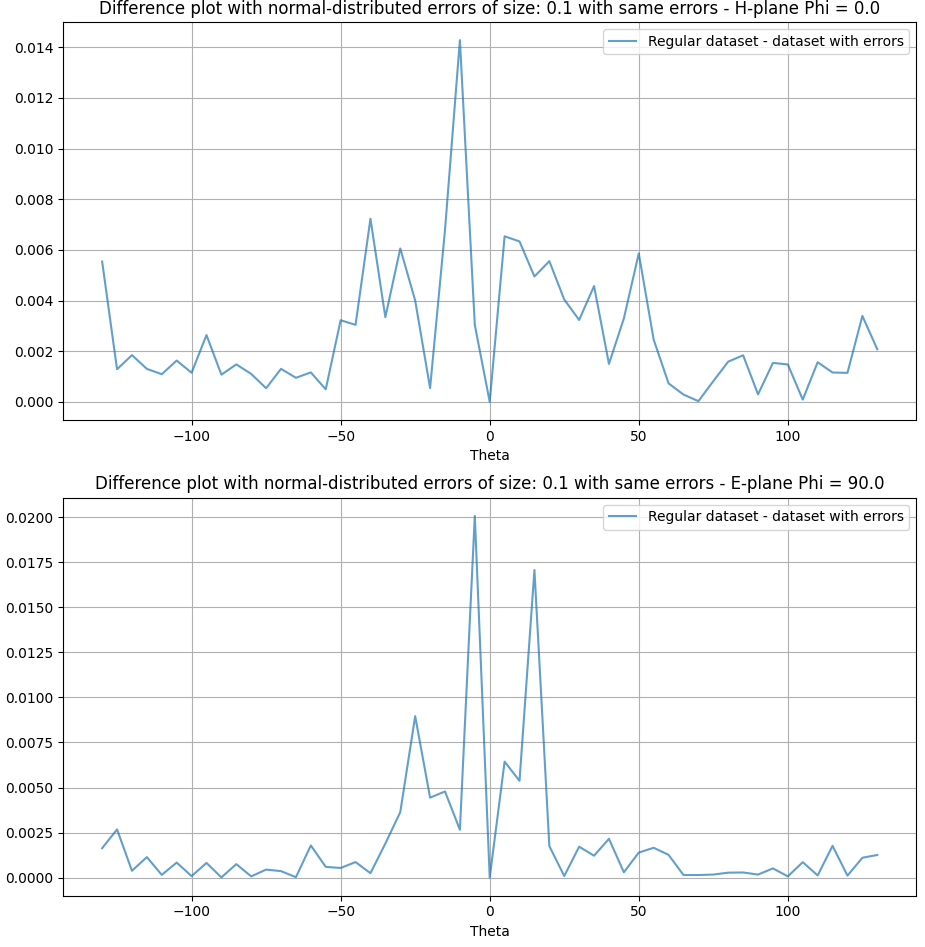 Difference plot with normal-distributed errors of size: 0.1 with same errors - H-plane Phi = 0.0
Regular dataset - dataset with errors
0.014
0.012
0.010
0.008
0.006
0.004
0.002
0.000
−100 −50 0 50 100
Theta
Difference plot with normal-distributed errors of size: 0.1 with same errors - E-plane Phi = 90.0
Regular dataset - dataset with errors
0.0200
0.0175
0.0150
0.0125
0.0100
0.0075
0.0050
0.0025
0.0000
−100 −50 0 50 100
Theta